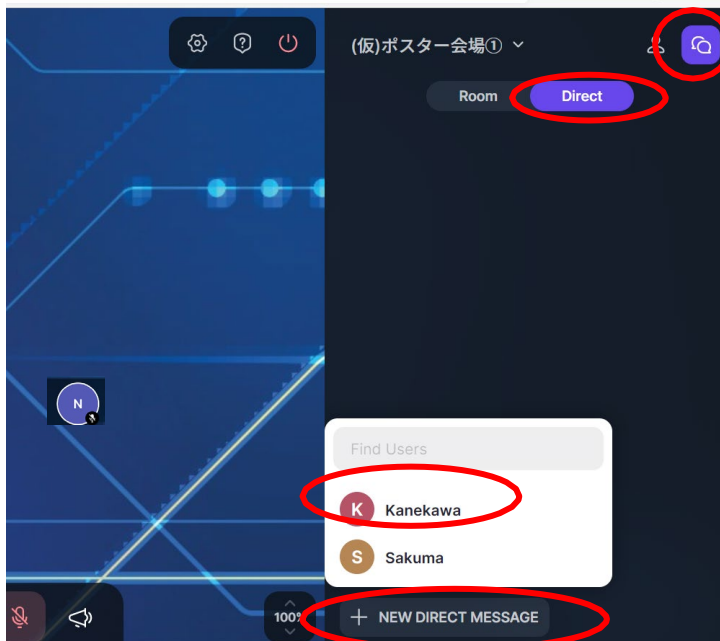 (仮)ポスター会場①
Room Direct
N
Find Users
K Kanekawa
S Sakuma
100%
+ NEW DIRECT MESSAGE